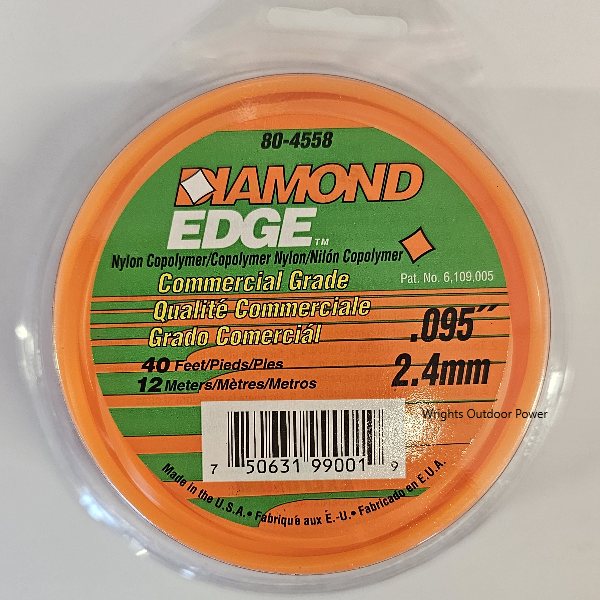 80-4558
DIAMOND
EDGE™
Nylon Copolymer/Copolymer Nylon/Nilón Copolymer
Commercial Grade
Pat. No. 6,109,005
Qualité Commerciale
Grado Comerciál
.095"
40 Feet/Pieds/Pies
2.4mm
12 Meters/Mètres/Metros
Wrights Outdoor Power
7 50631 99001 9
Made in the U.S.A. • Fabriqué aux É.-U. • Fabricado en E.U.A.